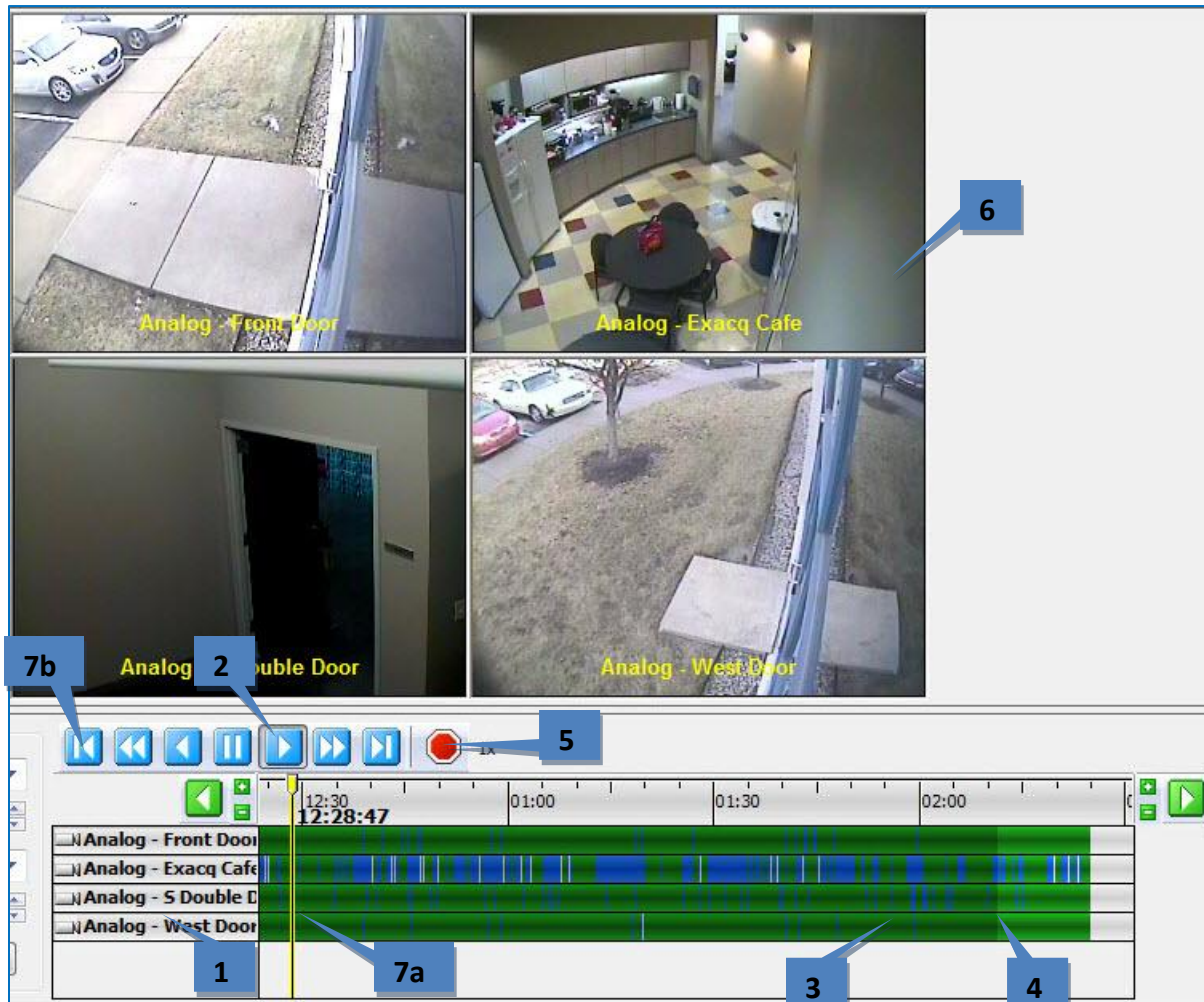 Analog - Front Door
Analog - Exacq Cafe
6
Analog
ouble Door
Analog - West Door
7b
2
5
1x
12:30
01:00
01:30
02:00
12:28:47
Analog - Front Door
Analog - Exacq Cafe
Analog - S Double D
Analog - West Door
1
7a
3
4